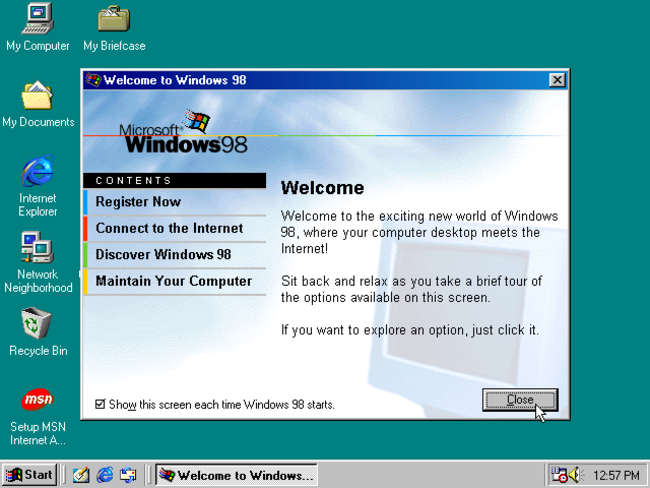 My Computer
My Briefcase
My Documents
Internet
Explorer
Network
Neighborhood
Recycle Bin
msn
Setup MSN
Internet A...
Welcome to Windows 98
Microsoft®
Windows98
CONTENTS
Register Now
Connect to the Internet
Discover Windows 98
Maintain Your Computer
Welcome
Welcome to the exciting new world of Windows
98, where your computer desktop meets the
Internet!
Sit back and relax as you take a brief tour of
the options available on this screen.
If you want to explore an option, just click it.
Show this screen each time Windows 98 starts.
Close
Start
Welcome to Windows...
12:57 PM